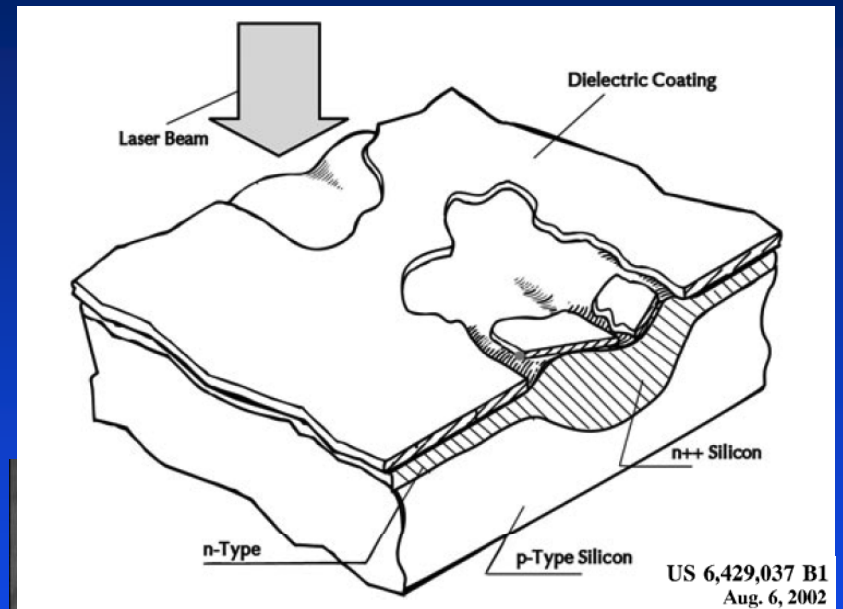 Dielectric Coating
Laser Beam
n++ Silicon
n-Type
p-Type Silicon
US 6,429,037 B1
Aug. 6, 2002